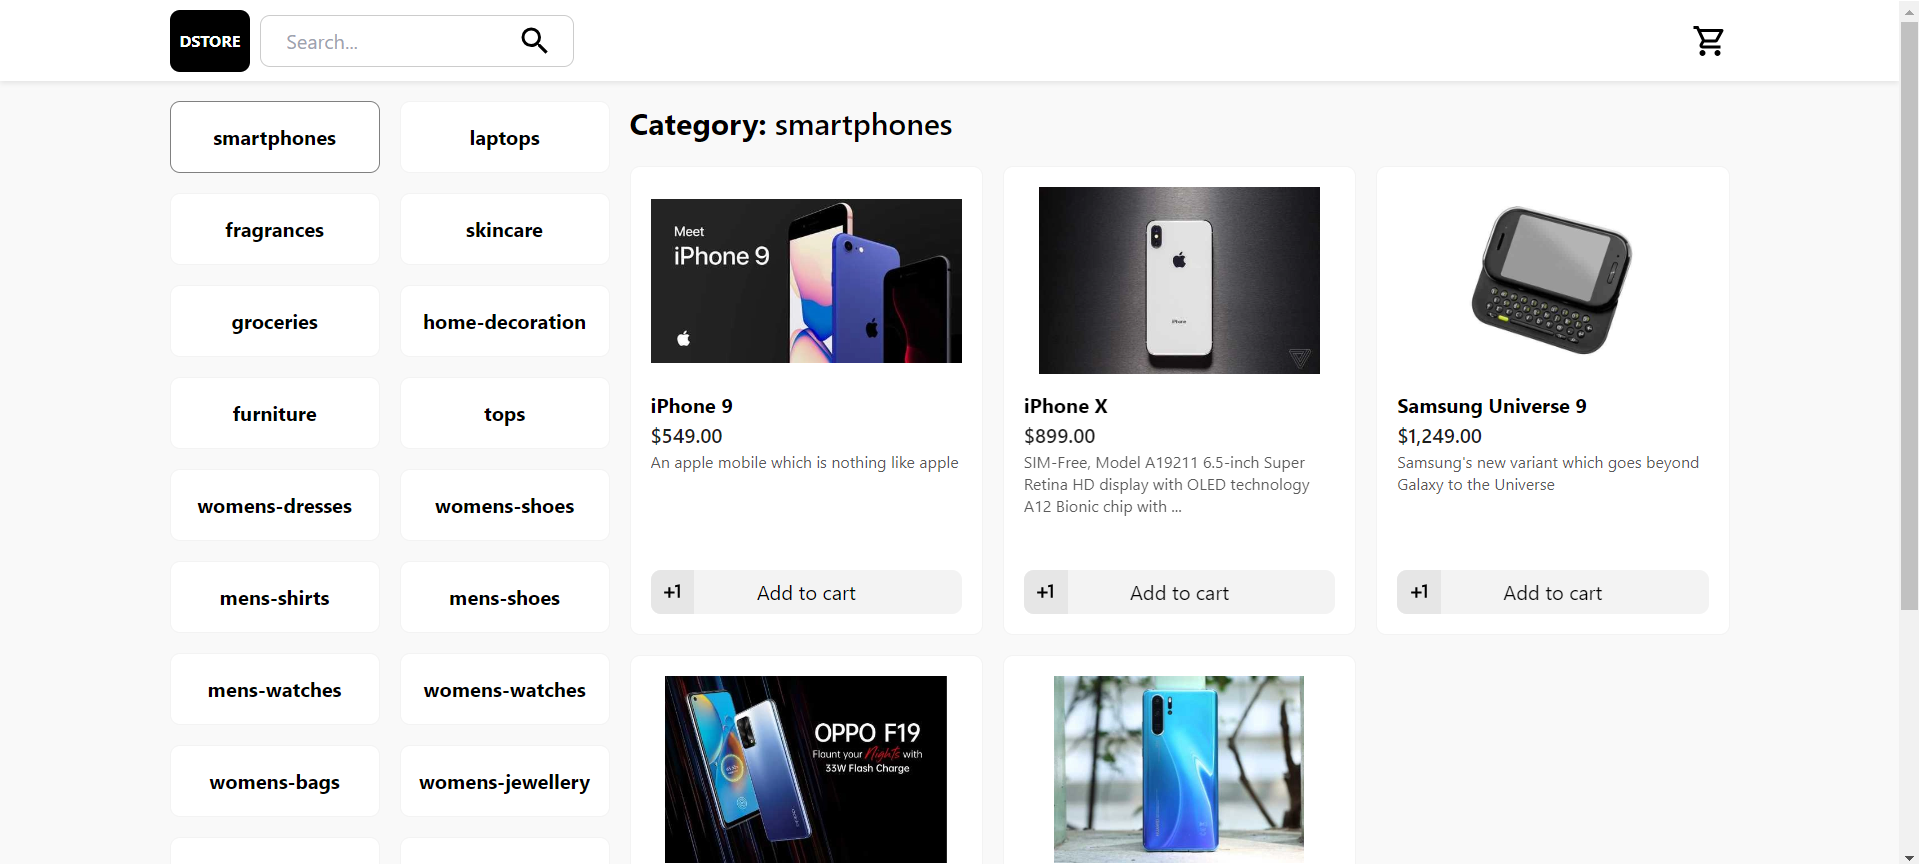 DSTORE
Search...
smartphones
laptops
fragrances
skincare
groceries
home-decoration
furniture
tops
womens-dresses
womens-shoes
mens-shirts
mens-shoes
mens-watches
womens-watches
womens-bags
womens-jewellery
Category: smartphones
Meet
iPhone 9
iPhone 9
$549.00
An apple mobile which is nothing like apple
+1
Add to cart
iPhone
iPhone X
$899.00
SIM-Free, Model A19211 6.5-inch Super
Retina HD display with OLED technology
A12 Bionic chip with ...
+1
Add to cart
Samsung Universe 9
$1,249.00
Samsung's new variant which goes beyond
Galaxy to the Universe
+1
Add to cart
OPPO F19
Flaunt your Nights with
33W Flash Charge